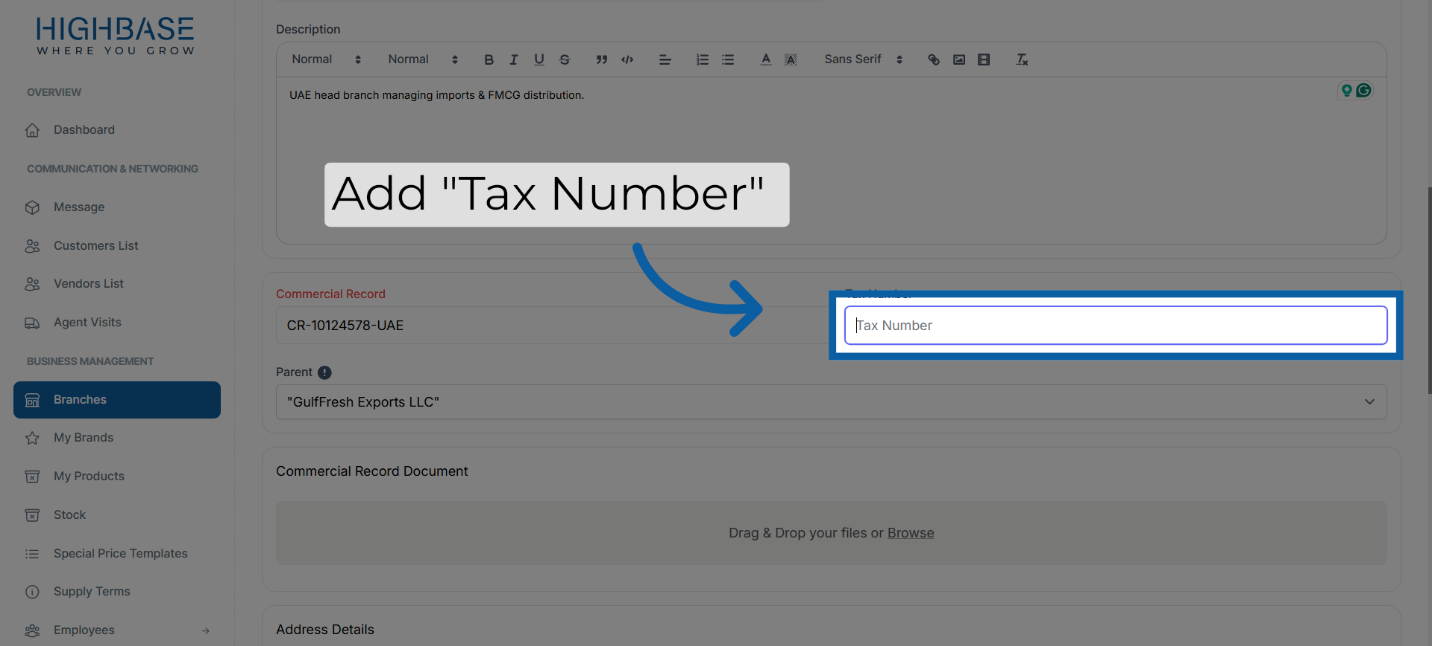 HIGHBASE
WHERE YOU GROW
OVERVIEW
Dashboard
COMMUNICATION & NETWORKING
Message
Customers List
Vendors List
Agent Visits
BUSINESS MANAGEMENT
Branches
My Brands
My Products
Stock
Special Price Templates
Supply Terms
Employees
Description
Normal Normal B I U S Sans Serif
UAE head branch managing imports & FMCG distribution.
Add "Tax Number"
Commercial Record
Tax Number
CR-10124578-UAE
Tax Number
Parent
"GulfFresh Exports LLC"
Commercial Record Document
Drag & Drop your files or Browse
Address Details